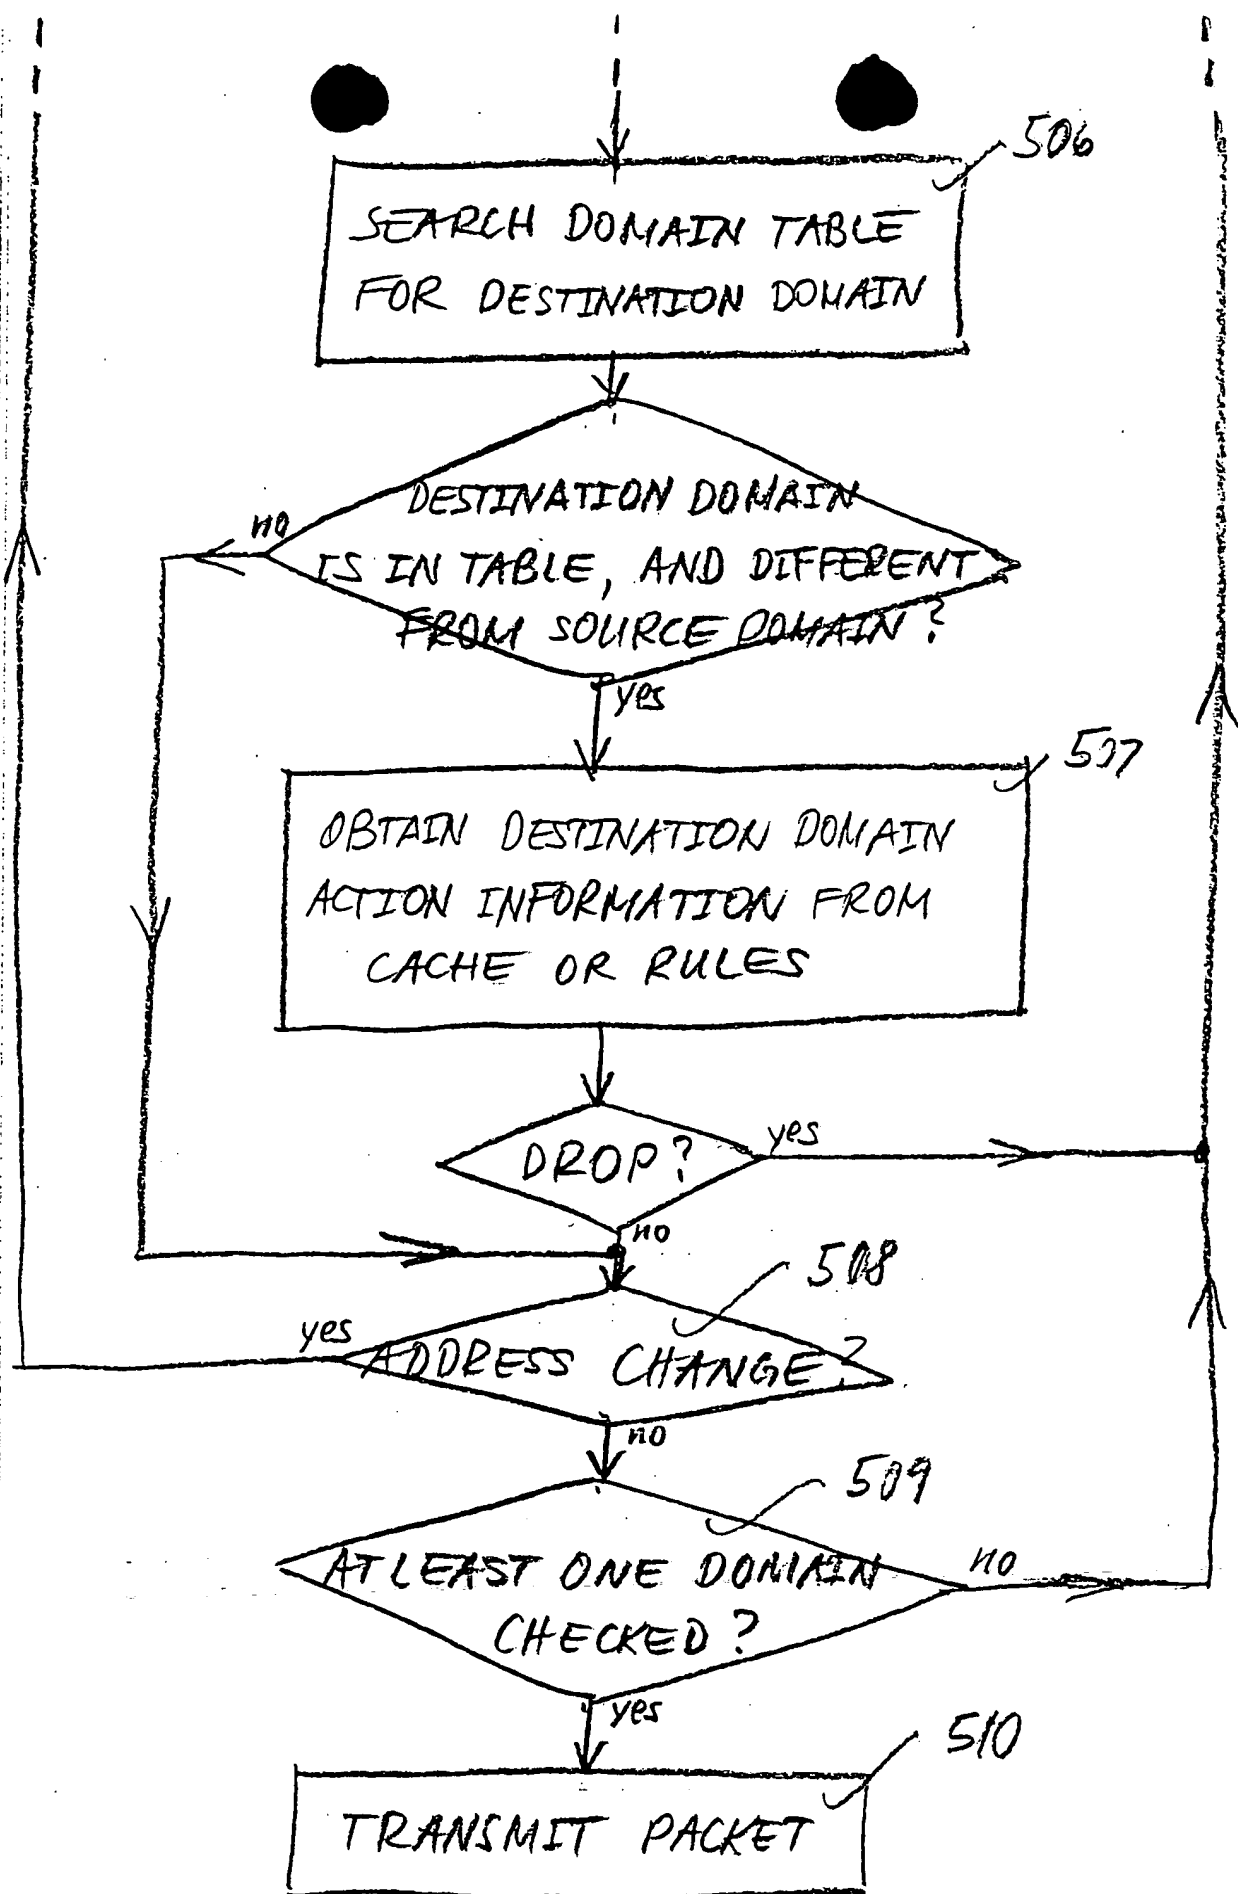 506
SEARCH DOMAIN TABLE
FOR DESTINATION DOMAIN
DESTINATION DOMAIN
no
IS IN TABLE, AND DIFFERENT
FROM SOURCE DOMAIN?
yes
507
OBTAIN DESTINATION DOMAIN
ACTION INFORMATION FROM
CACHE OR RULES
DROP?
yes
no
508
yes
ADDRESS CHANGE?
no
509
AT LEAST ONE DOMAIN
no
CHECKED?
yes
510
TRANSMIT PACKET